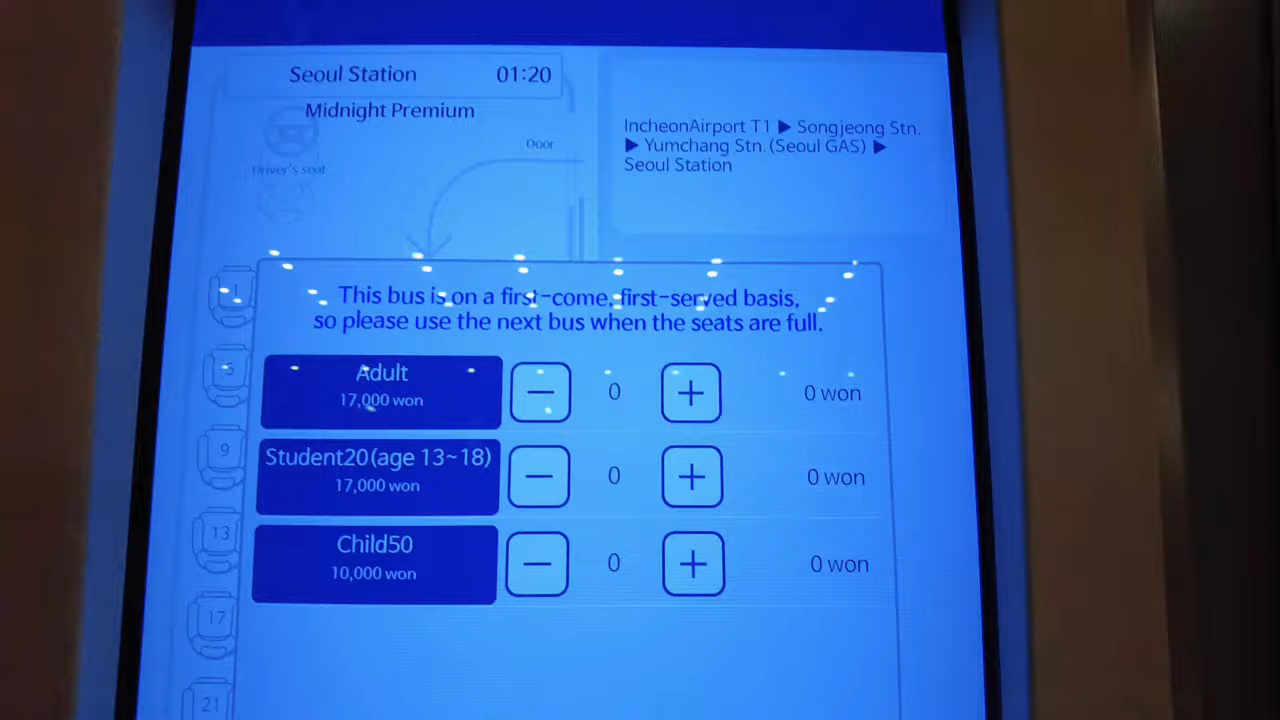 Seoul Station 01:20
Midnight Premium
Door
Driver's seat
IncheonAirport T1 ▶ Songjeong Stn.
▶ Yumchang Stn.(Seoul GAS) ▶
Seoul Station
This bus is on a first-come, first-served basis,
so please use the next bus when the seats are full.
1
5
Adult
17,000 won
− 0 + 0 won
9
Student20(age 13~18)
17,000 won
− 0 + 0 won
13
Child50
10,000 won
− 0 + 0 won
17
21